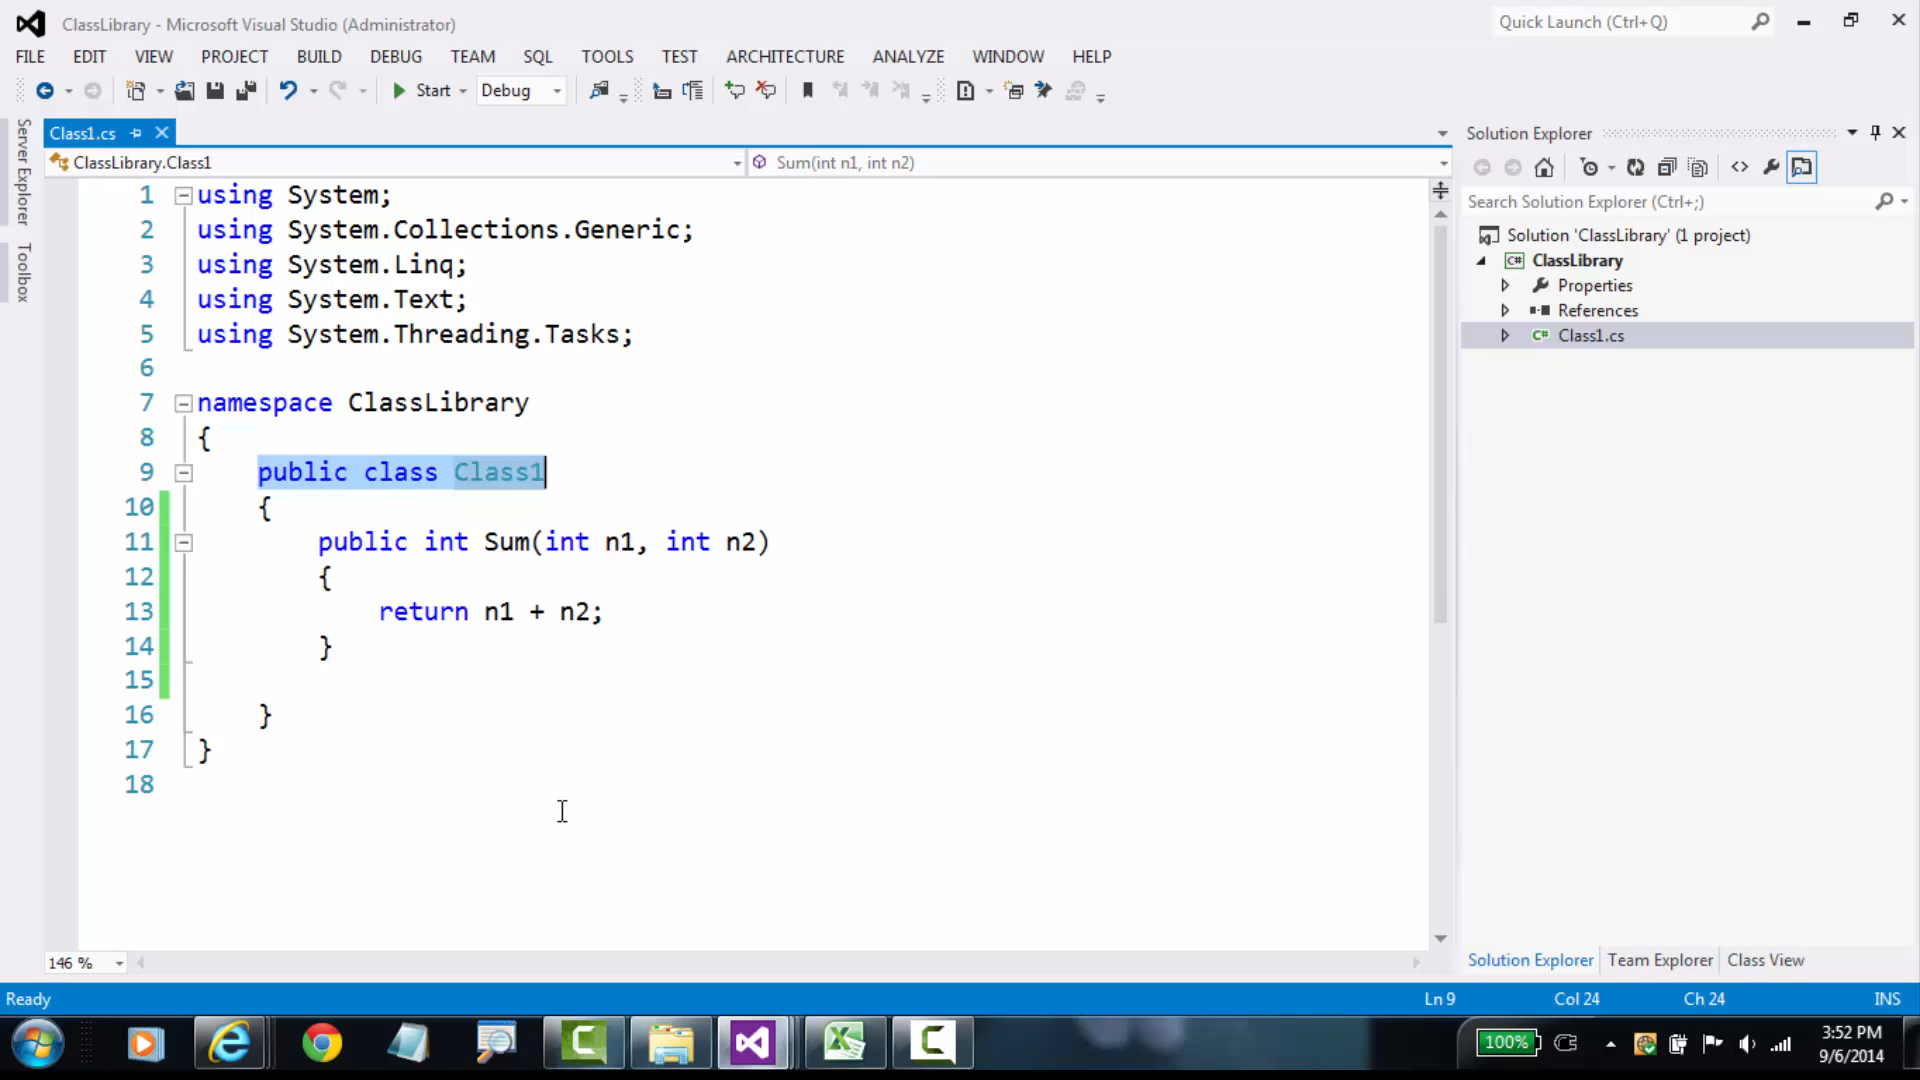 ClassLibrary - Microsoft Visual Studio (Administrator)
Quick Launch (Ctrl+Q)
FILE EDIT VIEW PROJECT BUILD DEBUG TEAM SQL TOOLS TEST ARCHITECTURE ANALYZE WINDOW HELP
Start Debug
Server Explorer
Toolbox
Class1.cs
ClassLibrary.Class1
Sum(int n1, int n2)
1 using System;
2 using System.Collections.Generic;
3 using System.Linq;
4 using System.Text;
5 using System.Threading.Tasks;
6
7 namespace ClassLibrary
8 {
9 public class Class1
10 {
11 public int Sum(int n1, int n2)
12 {
13 return n1 + n2;
14 }
15
16 }
17 }
18
146 %
Solution Explorer
Search Solution Explorer (Ctrl+;)
Solution 'ClassLibrary' (1 project)
C# ClassLibrary
Properties
References
C# Class1.cs
Solution Explorer Team Explorer Class View
Ready Ln 9 Col 24 Ch 24 INS
100%
3:52 PM
9/6/2014